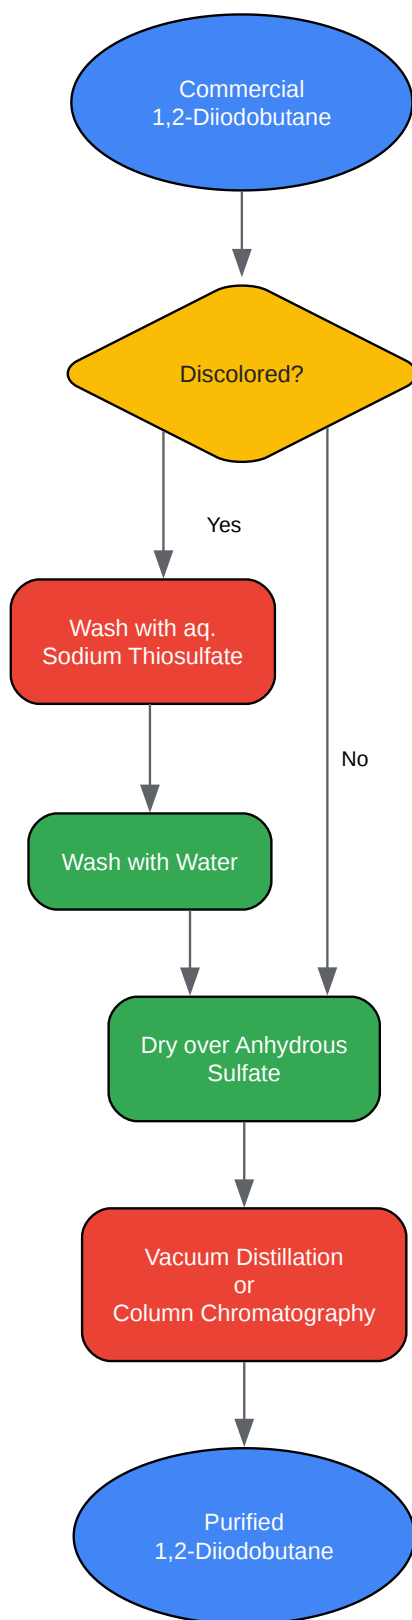 Commercial
1,2-Diiodobutane
Discolored?
Yes
Wash with aq.
Sodium Thiosulfate
No
Wash with Water
Dry over Anhydrous
Sulfate
Vacuum Distillation
or
Column Chromatography
Purified
1,2-Diiodobutane